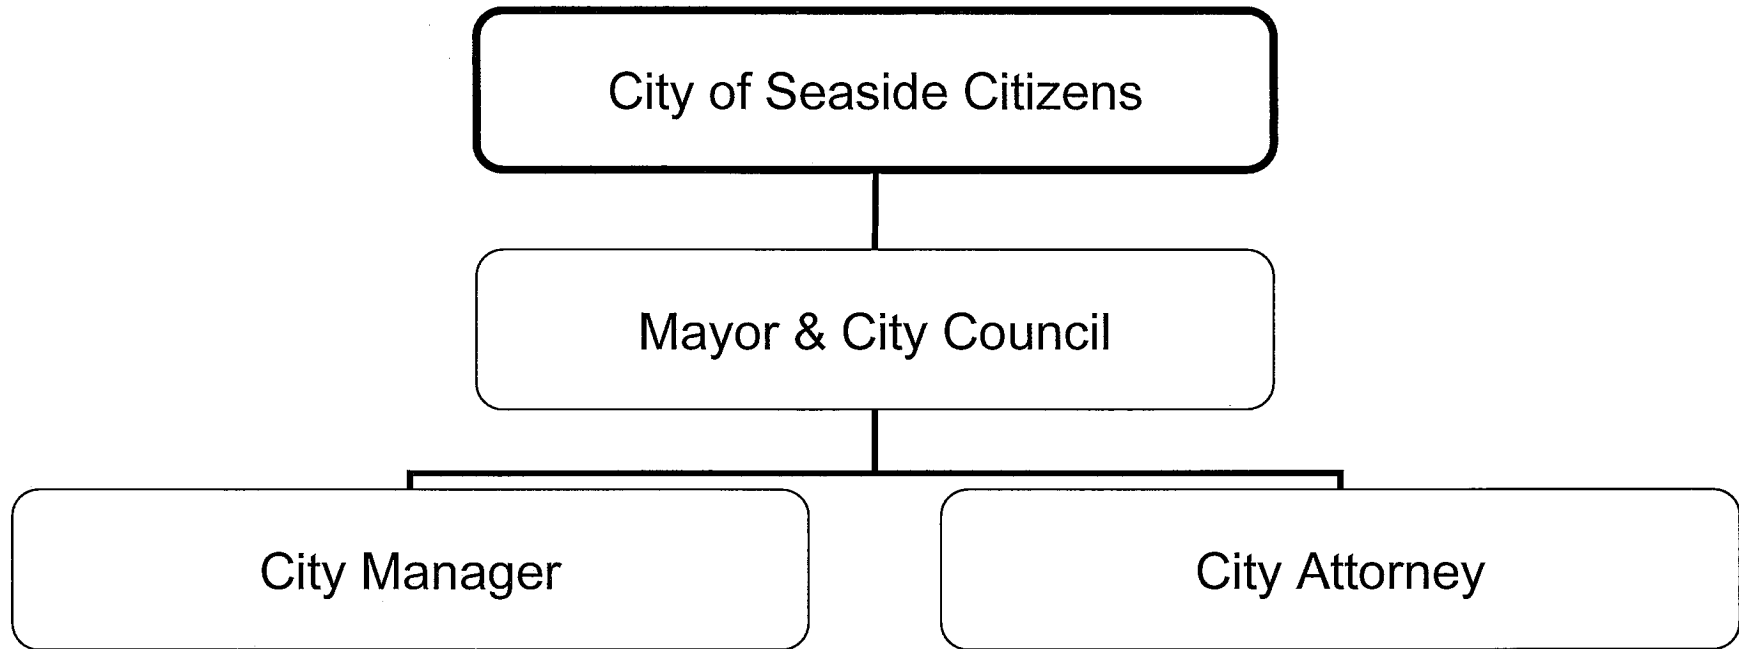 City of Seaside Citizens
Mayor & City Council
City Manager
City Attorney